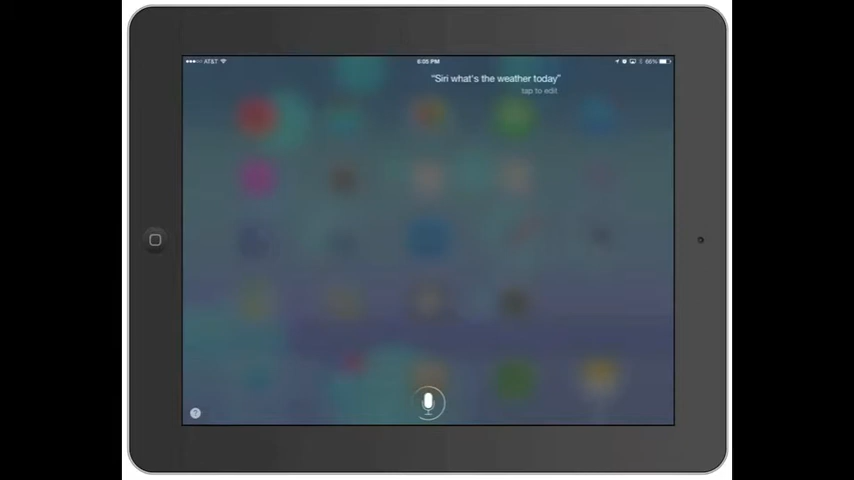 AT&T 6:05 PM 66%
“Siri what's the weather today”
tap to edit
?